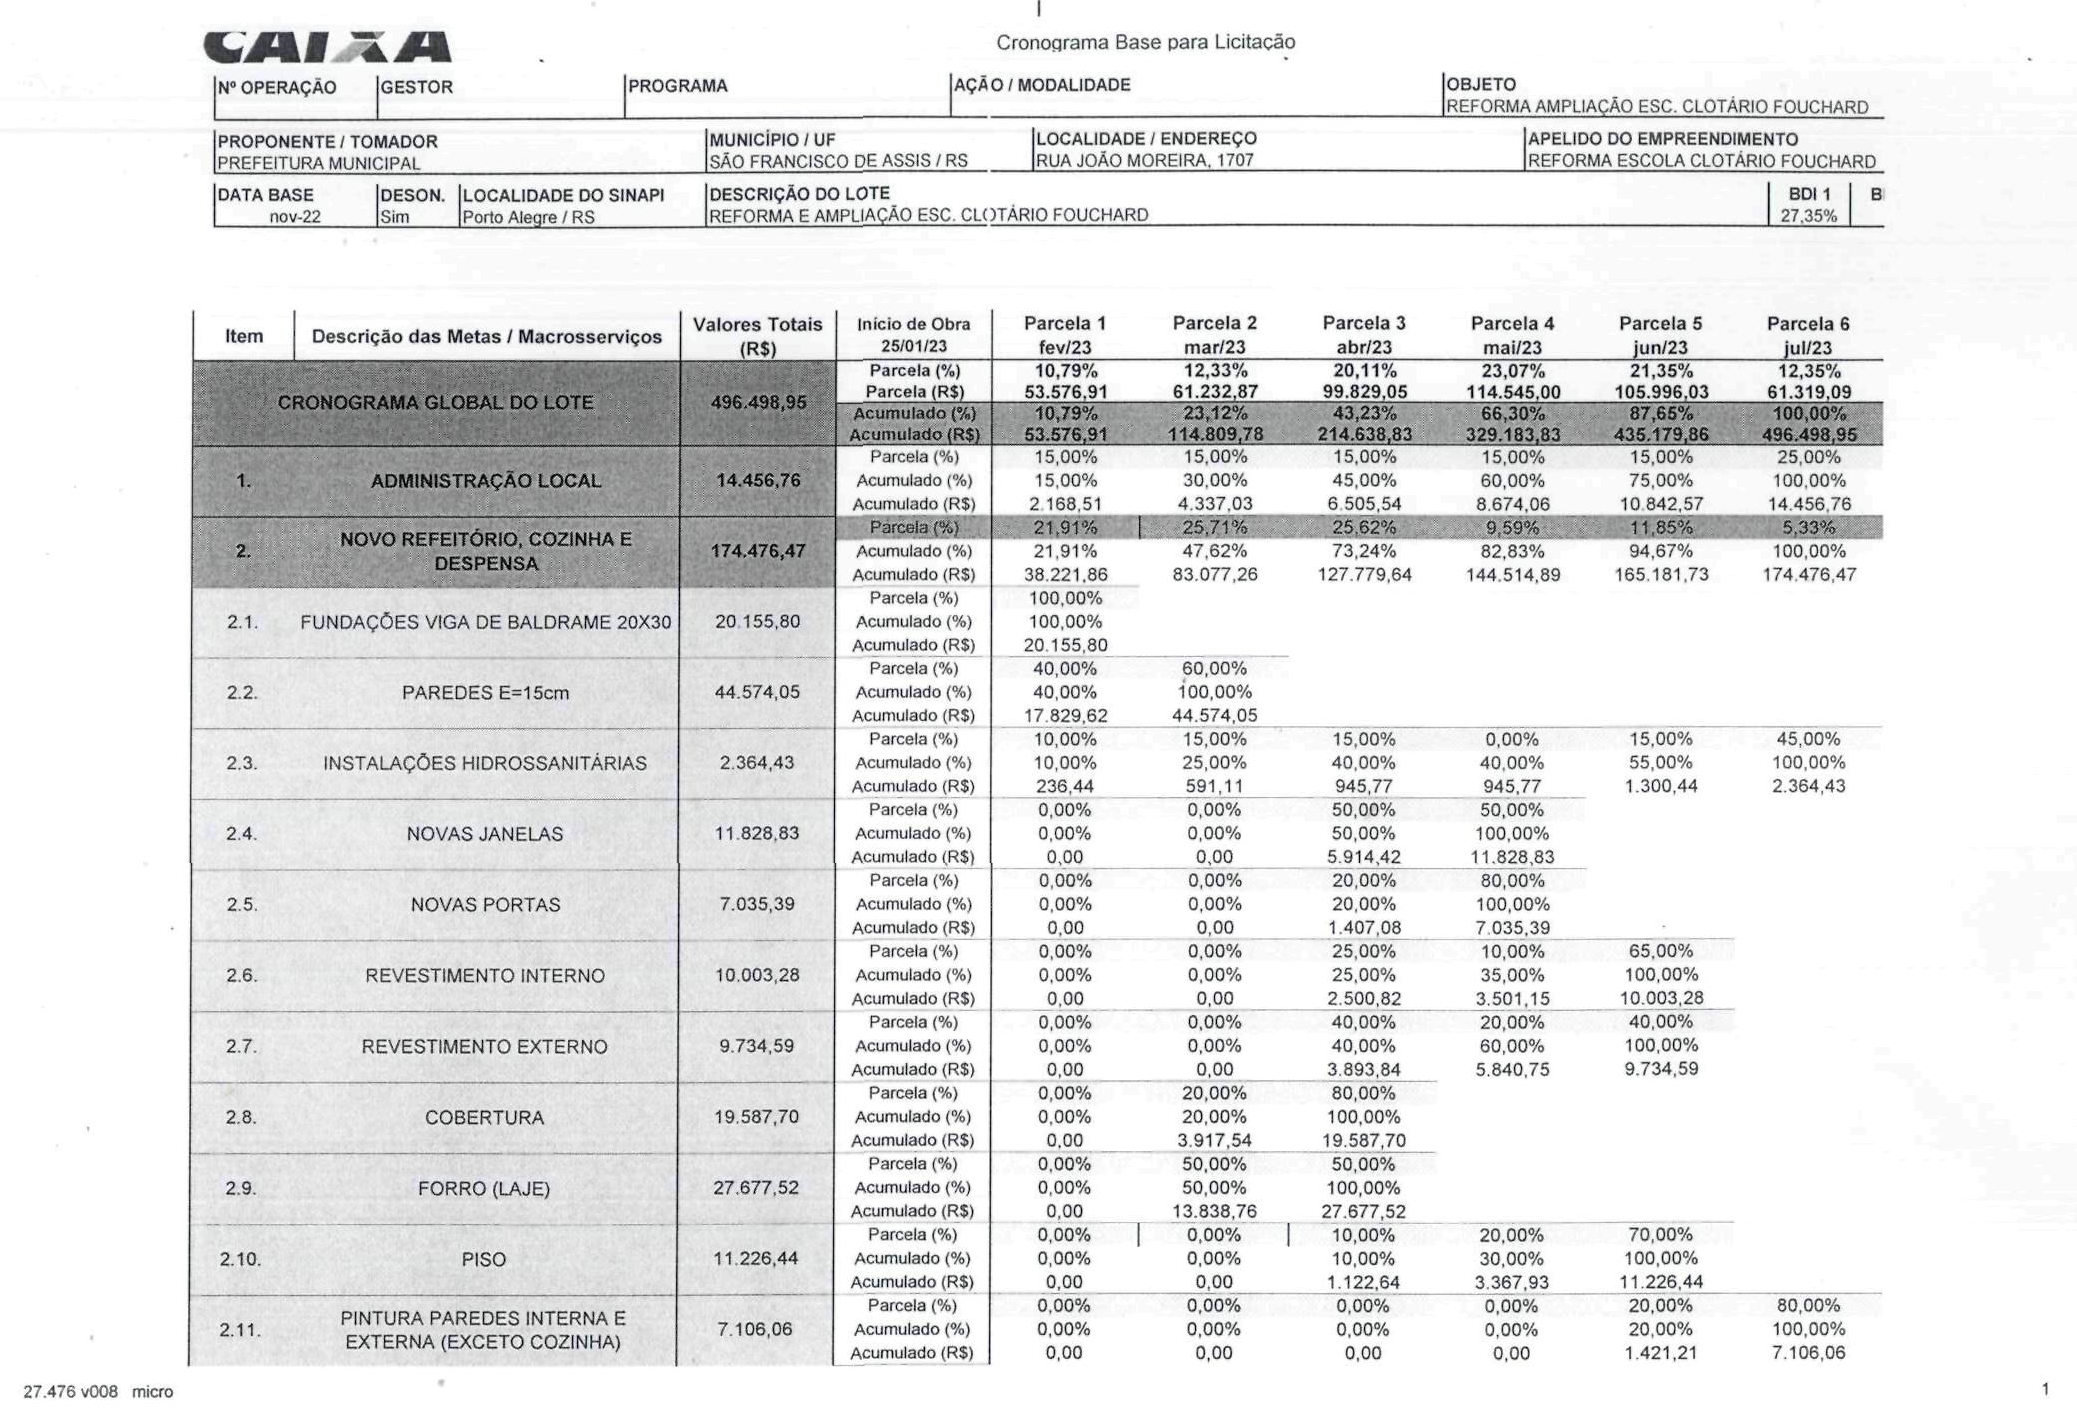 CAIXA
Cronograma Base para Licitação
Nº OPERAÇÃO GESTOR PROGRAMA AÇÃO / MODALIDADE OBJETO
REFORMA AMPLIAÇÃO ESC. CLOTÁRIO FOUCHARD
PROPONENTE / TOMADOR MUNICÍPIO / UF LOCALIDADE / ENDEREÇO APELIDO DO EMPREENDIMENTO
PREFEITURA MUNICIPAL SÃO FRANCISCO DE ASSIS / RS RUA JOÃO MOREIRA, 1707 REFORMA ESCOLA CLOTÁRIO FOUCHARD
DATA BASE DESON. LOCALIDADE DO SINAPI DESCRIÇÃO DO LOTE BDI 1 B
nov-22 Sim Porto Alegre / RS REFORMA E AMPLIAÇÃO ESC. CLOTÁRIO FOUCHARD 27,35%
Item Descrição das Metas / Macrosserviços Valores Totais (R$) Início de Obra Parcela 1 Parcela 2 Parcela 3 Parcela 4 Parcela 5 Parcela 6
25/01/23 fev/23 mar/23 abr/23 mai/23 jun/23 jul/23
Parcela (%) 10,79% 12,33% 20,11% 23,07% 21,35% 12,35%
CRONOGRAMA GLOBAL DO LOTE 496.498,95 Parcela (R$) 53.576,91 61.232,87 99.829,05 114.545,00 105.996,03 61.319,09
Acumulado (%) 10,79% 23,12% 43,23% 66,30% 87,65% 100,00%
Acumulado (R$) 53.576,91 114.809,78 214.638,83 329.183,83 435.179,86 496.498,95
Parcela (%) 15,00% 15,00% 15,00% 15,00% 15,00% 25,00%
1. ADMINISTRAÇÃO LOCAL 14.456,76 Acumulado (%) 15,00% 30,00% 45,00% 60,00% 75,00% 100,00%
Acumulado (R$) 2.168,51 4.337,03 6.505,54 8.674,06 10.842,57 14.456,76
Parcela (%) 21,91% 25,71% 25,62% 9,59% 11,85% 5,33%
2. NOVO REFEITÓRIO, COZINHA E DESPENSA 174.476,47 Acumulado (%) 21,91% 47,62% 73,24% 82,83% 94,67% 100,00%
Acumulado (R$) 38.221,86 83.077,26 127.779,64 144.514,89 165.181,73 174.476,47
Parcela (%) 100,00%
2.1. FUNDAÇÕES VIGA DE BALDRAME 20X30 20.155,80 Acumulado (%) 100,00%
Acumulado (R$) 20.155,80
Parcela (%) 40,00% 60,00%
2.2. PAREDES E=15cm 44.574,05 Acumulado (%) 40,00% 100,00%
Acumulado (R$) 17.829,62 44.574,05
Parcela (%) 10,00% 15,00% 15,00% 0,00% 15,00% 45,00%
2.3. INSTALAÇÕES HIDROSSANITÁRIAS 2.364,43 Acumulado (%) 10,00% 25,00% 40,00% 40,00% 55,00% 100,00%
Acumulado (R$) 236,44 591,11 945,77 945,77 1.300,44 2.364,43
Parcela (%) 0,00% 0,00% 50,00% 50,00%
2.4. NOVAS JANELAS 11.828,83 Acumulado (%) 0,00% 0,00% 50,00% 100,00%
Acumulado (R$) 0,00 0,00 5.914,42 11.828,83
Parcela (%) 0,00% 0,00% 20,00% 80,00%
2.5. NOVAS PORTAS 7.035,39 Acumulado (%) 0,00% 0,00% 20,00% 100,00%
Acumulado (R$) 0,00 0,00 1.407,08 7.035,39
Parcela (%) 0,00% 0,00% 25,00% 10,00% 65,00%
2.6. REVESTIMENTO INTERNO 10.003,28 Acumulado (%) 0,00% 0,00% 25,00% 35,00% 100,00%
Acumulado (R$) 0,00 0,00 2.500,82 3.501,15 10.003,28
Parcela (%) 0,00% 0,00% 40,00% 20,00% 40,00%
2.7. REVESTIMENTO EXTERNO 9.734,59 Acumulado (%) 0,00% 0,00% 40,00% 60,00% 100,00%
Acumulado (R$) 0,00 0,00 3.893,84 5.840,75 9.734,59
Parcela (%) 0,00% 20,00% 80,00%
2.8. COBERTURA 19.587,70 Acumulado (%) 0,00% 20,00% 100,00%
Acumulado (R$) 0,00 3.917,54 19.587,70
Parcela (%) 0,00% 50,00% 50,00%
2.9. FORRO (LAJE) 27.677,52 Acumulado (%) 0,00% 50,00% 100,00%
Acumulado (R$) 0,00 13.838,76 27.677,52
Parcela (%) 0,00% 0,00% 10,00% 20,00% 70,00%
2.10. PISO 11.226,44 Acumulado (%) 0,00% 0,00% 10,00% 30,00% 100,00%
Acumulado (R$) 0,00 0,00 1.122,64 3.367,93 11.226,44
Parcela (%) 0,00% 0,00% 0,00% 0,00% 20,00% 80,00%
2.11. PINTURA PAREDES INTERNA E EXTERNA (EXCETO COZINHA) 7.106,06 Acumulado (%) 0,00% 0,00% 0,00% 0,00% 20,00% 100,00%
Acumulado (R$) 0,00 0,00 0,00 0,00 1.421,21 7.106,06
27.476 v008 micro 1